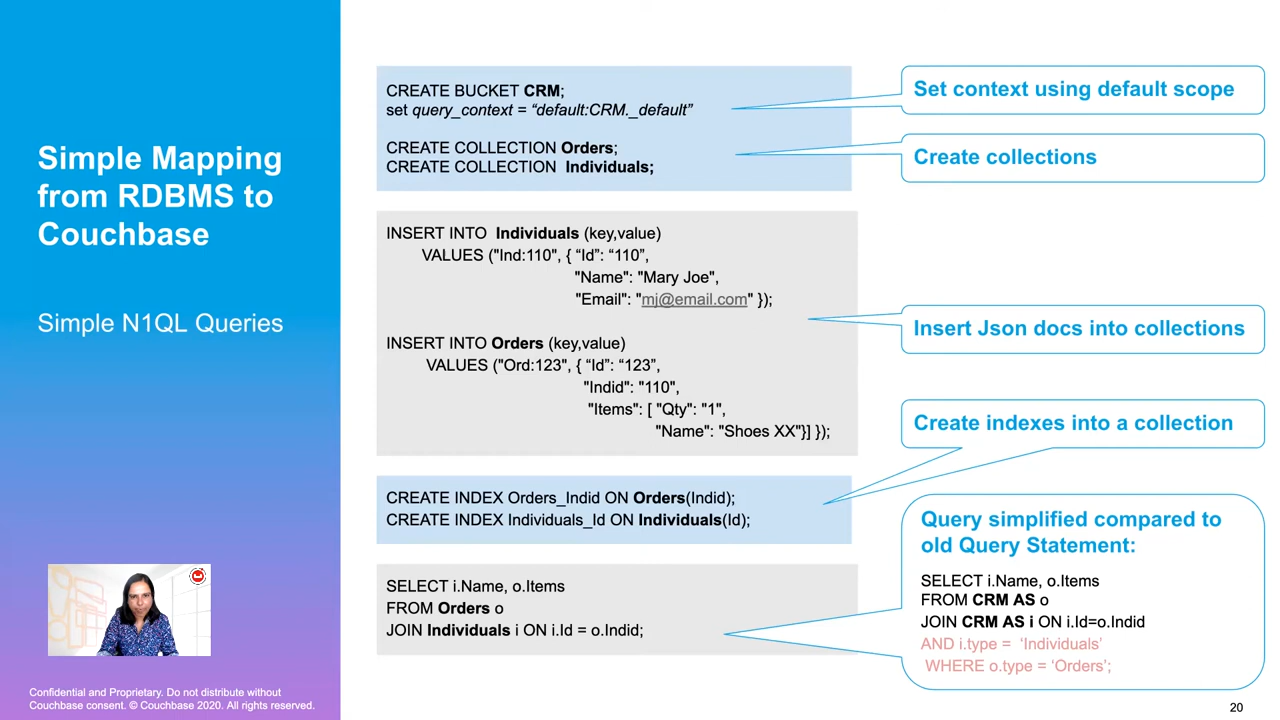 Simple Mapping
from RDBMS to
Couchbase
Simple N1QL Queries
CREATE BUCKET CRM;
set query_context = “default:CRM._default”
CREATE COLLECTION Orders;
CREATE COLLECTION  Individuals;
INSERT INTO  Individuals (key,value)
VALUES ("Ind:110", { “Id”: “110”,
"Name": "Mary Joe",
"Email": "mj@email.com" });
INSERT INTO Orders (key,value)
VALUES ("Ord:123", { “Id”: “123”,
"Indid": "110",
"Items": [ "Qty": "1",
"Name": "Shoes XX"}] });
CREATE INDEX Orders_Indid ON Orders(Indid);
CREATE INDEX Individuals_Id ON Individuals(Id);
SELECT i.Name, o.Items
FROM Orders o
JOIN Individuals i ON i.Id = o.Indid;
Set context using default scope
Create collections
Insert Json docs into collections
Create indexes into a collection
Query simplified compared to
old Query Statement:
SELECT i.Name, o.Items
FROM CRM AS o
JOIN CRM AS i ON i.Id=o.Indid
AND i.type =  ‘Individuals’
WHERE o.type = ‘Orders’;
Confidential and Proprietary. Do not distribute without
Couchbase consent. © Couchbase 2020. All rights reserved.
20